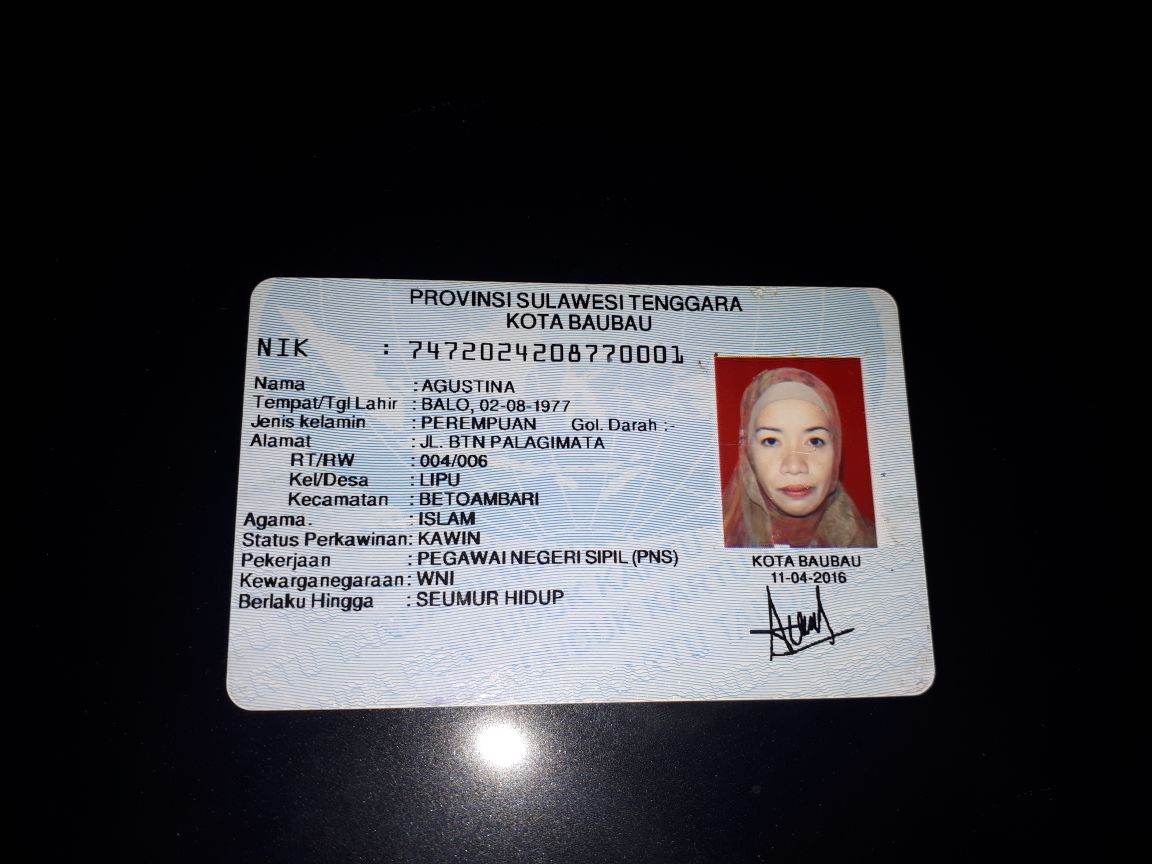 PROVINSI SULAWESI TENGGARA
KOTA BAUBAU
NIK : 7472024208770001
Nama : AGUSTINA
Tempat/Tgl Lahir : BALO, 02-08-1977
Jenis kelamin : PEREMPUAN Gol. Darah :-
Alamat : JL. BTN PALAGIMATA
RT/RW : 004/006
Kel/Desa : LIPU
Kecamatan : BETOAMBARI
Agama. : ISLAM
Status Perkawinan: KAWIN
Pekerjaan : PEGAWAI NEGERI SIPIL (PNS)
Kewarganegaraan: WNI
Berlaku Hingga : SEUMUR HIDUP
KOTA BAUBAU
11-04-2016